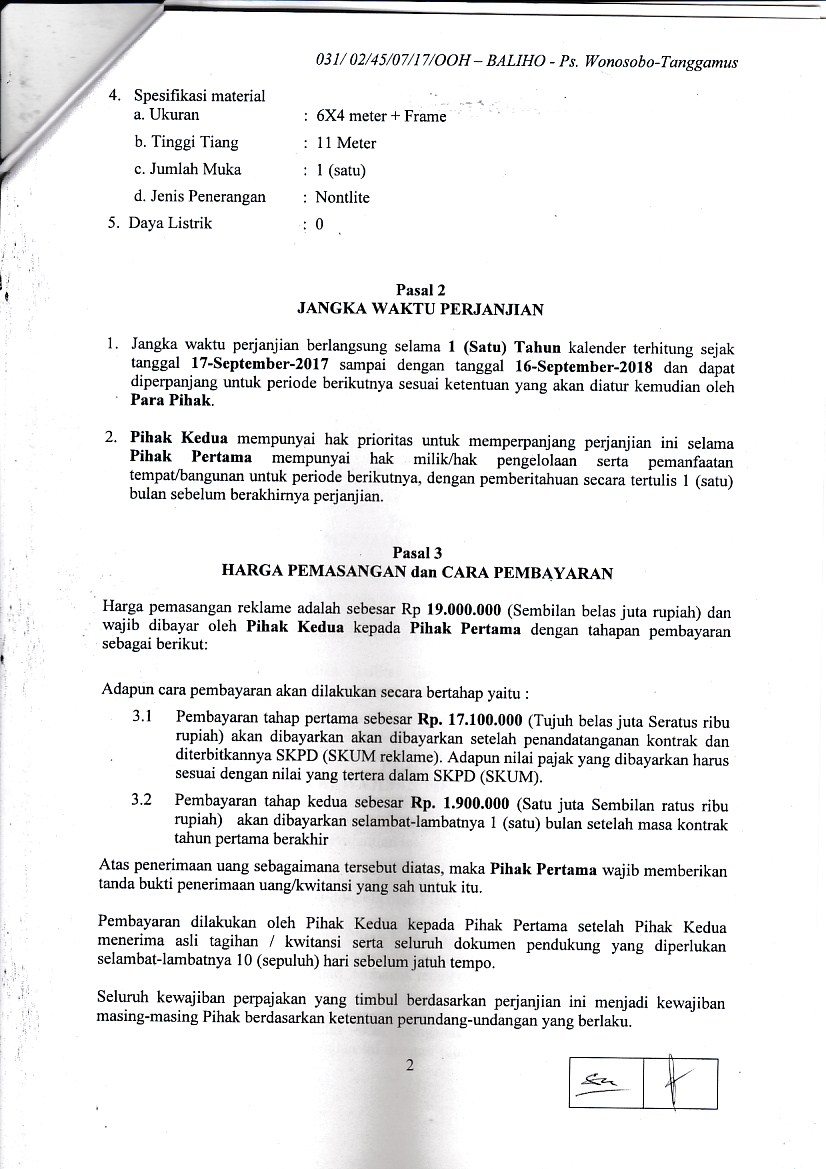 031/ 02/45/07/17/OOH – BALIHO - Ps. Wonosobo-Tanggamus
4. Spesifikasi material
a. Ukuran : 6X4 meter + Frame
b. Tinggi Tiang : 11 Meter
c. Jumlah Muka : 1 (satu)
d. Jenis Penerangan : Nontlite
5. Daya Listrik : 0
Pasal 2
JANGKA WAKTU PERJANJIAN
1. Jangka waktu perjanjian berlangsung selama 1 (Satu) Tahun kalender terhitung sejak
tanggal 17-September-2017 sampai dengan tanggal 16-September-2018 dan dapat
diperpanjang untuk periode berikutnya sesuai ketentuan yang akan diatur kemudian oleh
Para Pihak.
2. Pihak Kedua mempunyai hak prioritas untuk memperpanjang perjanjian ini selama
Pihak Pertama mempunyai hak milik/hak pengelolaan serta pemanfaatan
tempat/bangunan untuk periode berikutnya, dengan pemberitahuan secara tertulis 1 (satu)
bulan sebelum berakhirnya perjanjian.
Pasal 3
HARGA PEMASANGAN dan CARA PEMBAYARAN
Harga pemasangan reklame adalah sebesar Rp 19.000.000 (Sembilan belas juta rupiah) dan
wajib dibayar oleh Pihak Kedua kepada Pihak Pertama dengan tahapan pembayaran
sebagai berikut:
Adapun cara pembayaran akan dilakukan secara bertahap yaitu :
3.1 Pembayaran tahap pertama sebesar Rp. 17.100.000 (Tujuh belas juta Seratus ribu
rupiah) akan dibayarkan akan dibayarkan setelah penandatanganan kontrak dan
diterbitkannya SKPD (SKUM reklame). Adapun nilai pajak yang dibayarkan harus
sesuai dengan nilai yang tertera dalam SKPD (SKUM).
3.2 Pembayaran tahap kedua sebesar Rp. 1.900.000 (Satu juta Sembilan ratus ribu
rupiah) akan dibayarkan selambat-lambatnya 1 (satu) bulan setelah masa kontrak
tahun pertama berakhir
Atas penerimaan uang sebagaimana tersebut diatas, maka Pihak Pertama wajib memberikan
tanda bukti penerimaan uang/kwitansi yang sah untuk itu.
Pembayaran dilakukan oleh Pihak Kedua kepada Pihak Pertama setelah Pihak Kedua
menerima asli tagihan / kwitansi serta seluruh dokumen pendukung yang diperlukan
selambat-lambatnya 10 (sepuluh) hari sebelum jatuh tempo.
Seluruh kewajiban perpajakan yang timbul berdasarkan perjanjian ini menjadi kewajiban
masing-masing Pihak berdasarkan ketentuan perundang-undangan yang berlaku.
2